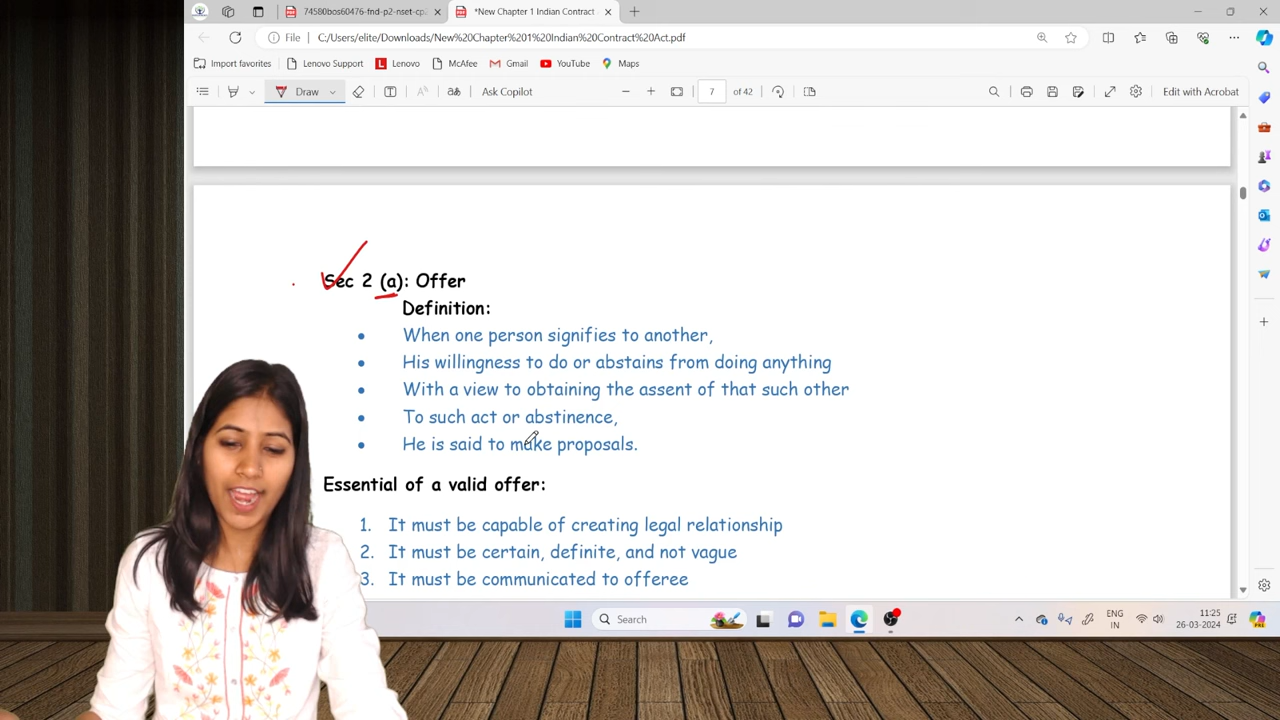 74580bos60476-fnd-p2-nset-cp2
*New Chapter 1 Indian Contract
File C:/Users/elite/Downloads/New%20Chapter%201%20Indian%20Contract%20Act.pdf
Import favorites Lenovo Support Lenovo McAfee Gmail YouTube Maps
Draw Ask Copilot 7 of 42 Edit with Acrobat
Sec 2 (a): Offer
Definition:
• When one person signifies to another,
• His willingness to do or abstains from doing anything
• With a view to obtaining the assent of that such other
• To such act or abstinence,
• He is said to make proposals.
Essential of a valid offer:
1. It must be capable of creating legal relationship
2. It must be certain, definite, and not vague
3. It must be communicated to offeree
Search
ENG
IN
11:25
26-03-2024